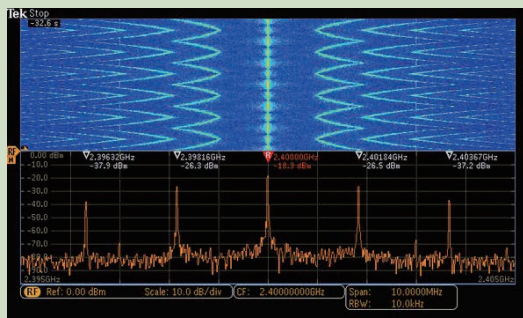 Tek Stop
-32.6 s
0.00 dBm
2.39632GHz 2.39816GHz 2.40000GHz 2.40184GHz 2.40367GHz
-37.9 dBm -26.3 dBm -18.3 dBm -26.5 dBm -37.2 dBm
-10.0
-20.0
-30.0
-40.0
-50.0
-60.0
-70.0
-80.0
2.395GHz 2.405GHz
RF Ref: 0.00 dBm Scale: 10.0 dB/div CF: 2.40000000GHz Span: 10.0000MHz
RBW: 10.0kHz